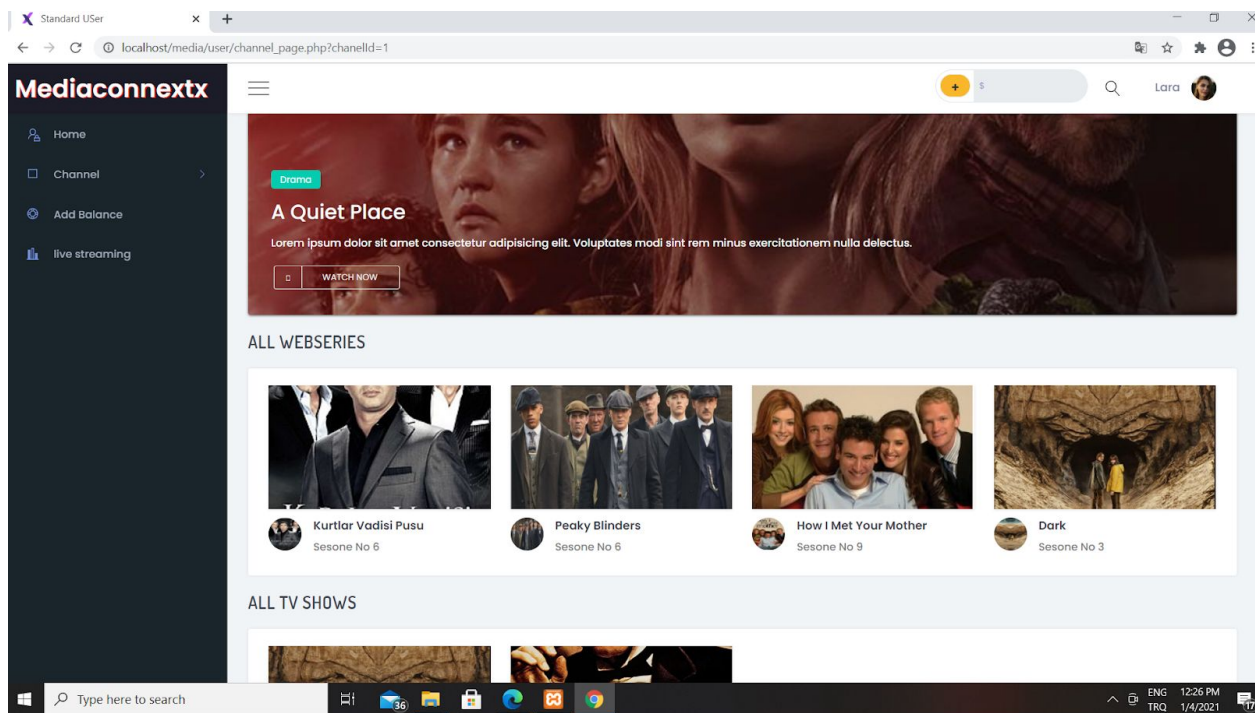 Standard USer
localhost/media/user/channel_page.php?chanelId=1
Mediaconnextx
$
Lara
Home
Channel
Add Balance
live streaming
Drama
A Quiet Place
Lorem ipsum dolor sit amet consectetur adipisicing elit. Voluptates modi sint rem minus exercitationem nulla delectus.
WATCH NOW
ALL WEBSERIES
Kurtlar Vadisi Pusu
Sesone No 6
Peaky Blinders
Sesone No 6
How I Met Your Mother
Sesone No 9
Dark
Sesone No 3
ALL TV SHOWS
Type here to search
36
ENG
TRQ
12:26 PM
1/4/2021
17